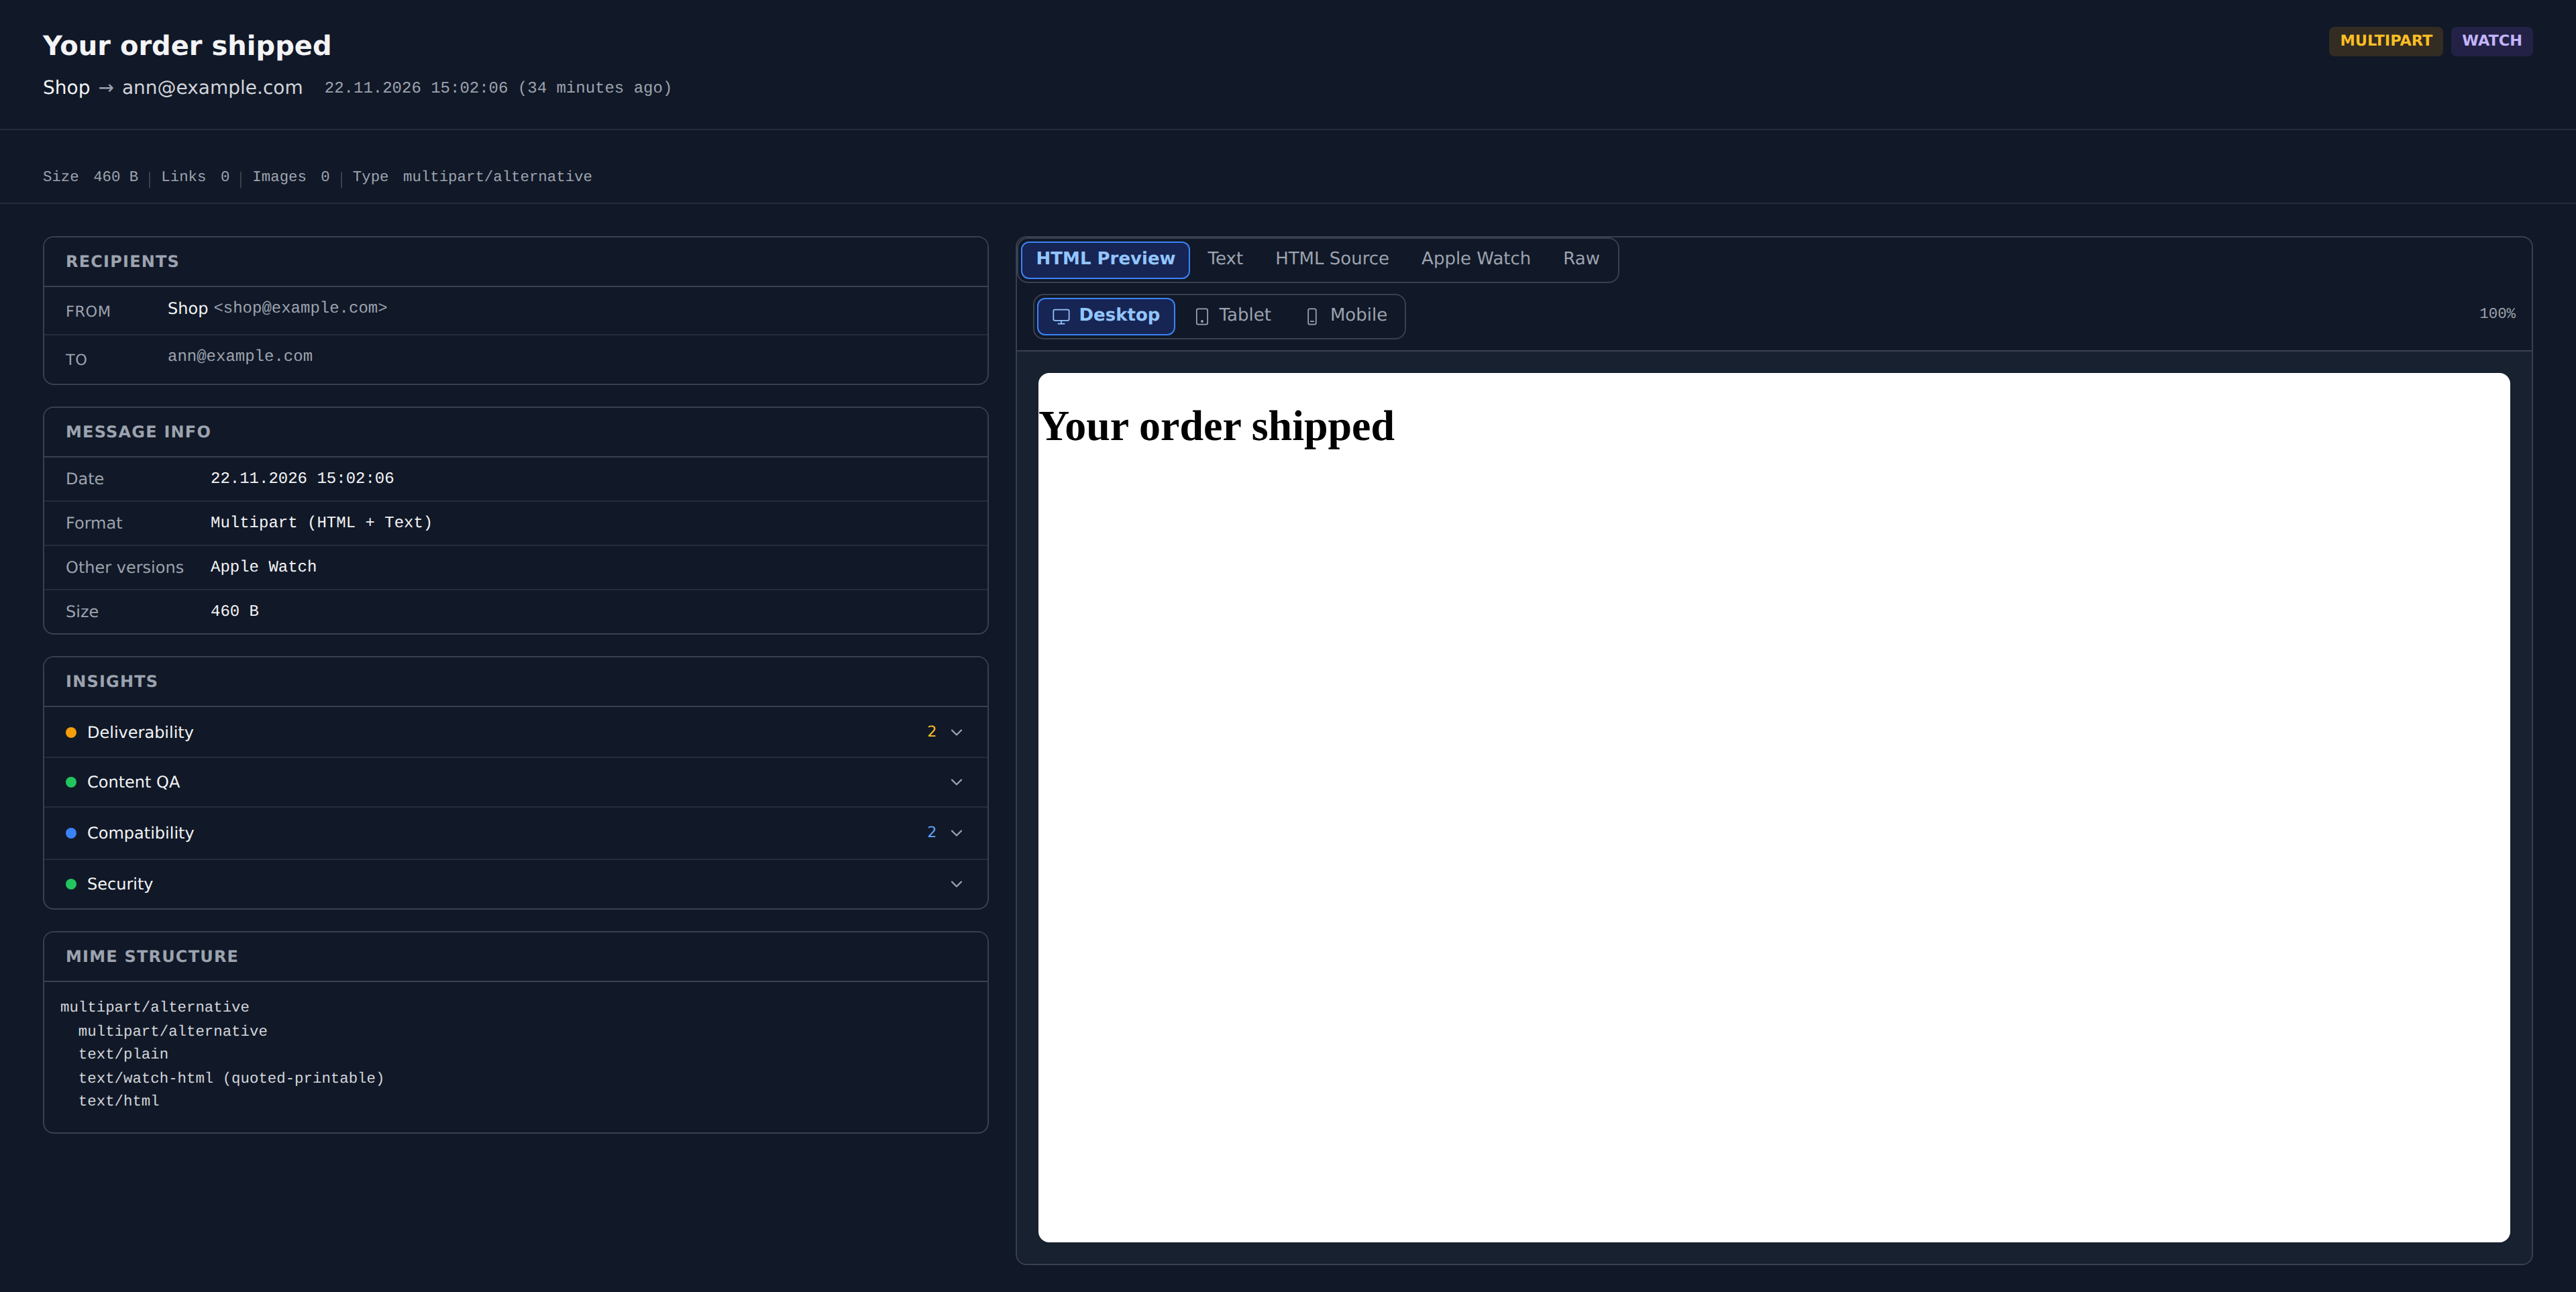 Your order shipped
MULTIPART WATCH
Shop → ann@example.com 22.11.2026 15:02:06 (34 minutes ago)
Size 460 B Links 0 Images 0 Type multipart/alternative
RECIPIENTS
FROM Shop <shop@example.com>
TO ann@example.com
MESSAGE INFO
Date 22.11.2026 15:02:06
Format Multipart (HTML + Text)
Other versions Apple Watch
Size 460 B
INSIGHTS
Deliverability 2
Content QA
Compatibility 2
Security
MIME STRUCTURE
multipart/alternative
multipart/alternative
text/plain
text/watch-html (quoted-printable)
text/html
HTML Preview Text HTML Source Apple Watch Raw
Desktop Tablet Mobile 100%
Your order shipped